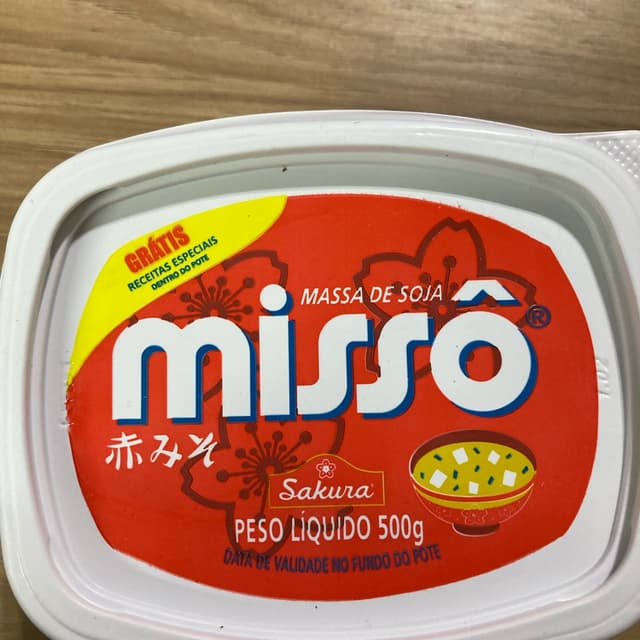 GRÁTIS
RECEITAS ESPECIAIS
DENTRO DO POTE
MASSA DE SOJA
missô®
赤みそ
Sakura®
PESO LÍQUIDO 500g
DATA DE VALIDADE NO FUNDO DO POTE